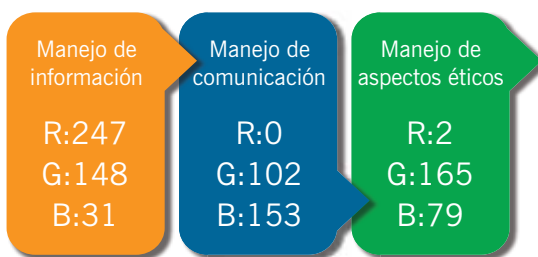 Manejo de
información
R:247
G:148
B:31
Manejo de
comunicación
R:0
G:102
B:153
Manejo de
aspectos éticos
R:2
G:165
B:79